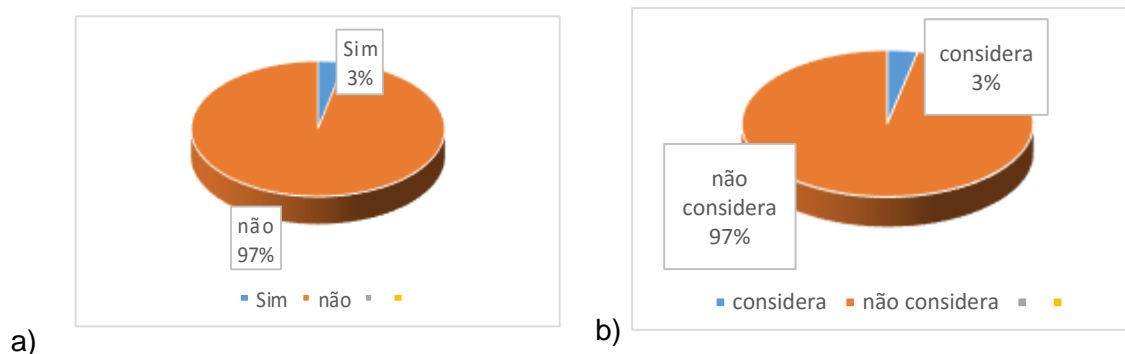 Sim
3%
não
97%
Sim não
a)
considera
3%
não
considera
97%
considera não considera
b)